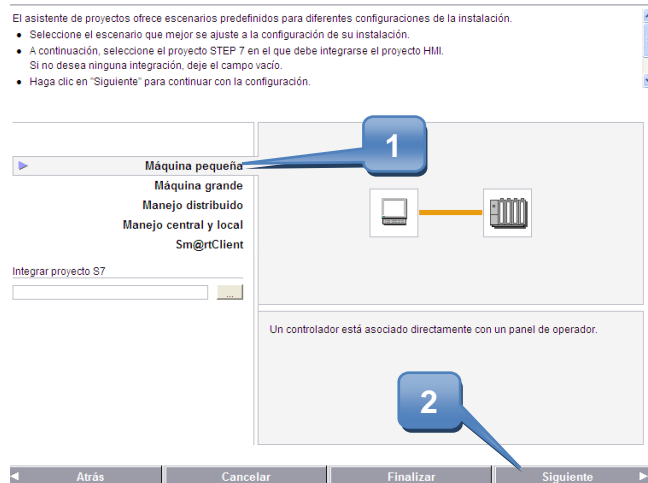 El asistente de proyectos ofrece escenarios predefinidos para diferentes configuraciones de la instalación.
• Seleccione el escenario que mejor se ajuste a la configuración de su instalación.
• A continuación, seleccione el proyecto STEP 7 en el que debe integrarse el proyecto HMI.
Si no desea ninguna integración, deje el campo vacío.
• Haga clic en "Siguiente" para continuar con la configuración.
1
Máquina pequeña
Máquina grande
Manejo distribuido
Manejo central y local
Sm@rtClient
Integrar proyecto S7
...
Un controlador está asociado directamente con un panel de operador.
2
Atrás
Cancelar
Finalizar
Siguiente